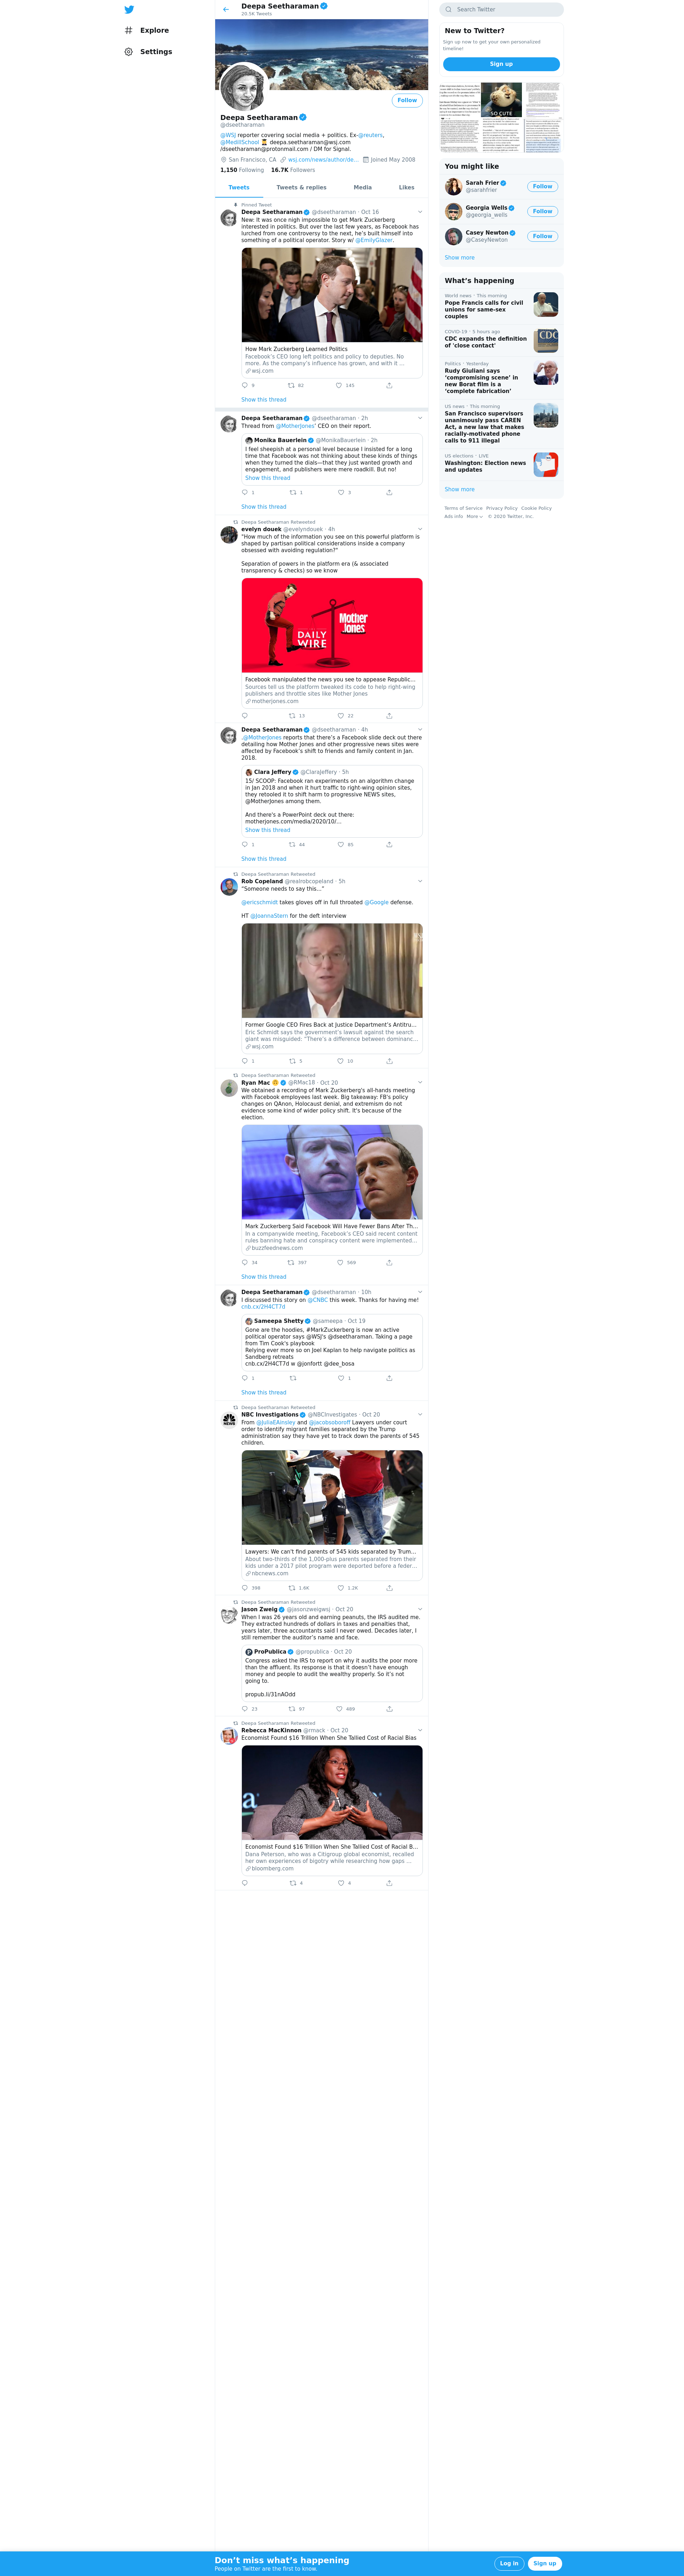 Explore
Settings
Deepa Seetharaman
20.5K Tweets
Follow
Deepa Seetharaman
@dseetharaman
@WSJ reporter covering social media + politics. Ex-@reuters,
@MedillSchool 👩‍🎓 deepa.seetharaman@wsj.com
/dseetharaman@protonmail.com / DM for Signal.
San Francisco, CA wsj.com/news/author/de… Joined May 2008
1,150 Following 16.7K Followers
Tweets Tweets & replies Media Likes
Pinned Tweet
Deepa Seetharaman @dseetharaman · Oct 16
New: It was once nigh impossible to get Mark Zuckerberg
interested in politics. But over the last few years, as Facebook has
lurched from one controversy to the next, he's built himself into
something of a political operator. Story w/ @EmilyGlazer.
How Mark Zuckerberg Learned Politics
Facebook's CEO long left politics and policy to deputies. No
more. As the company's influence has grown, and with it …
wsj.com
9 82 145
Show this thread
Deepa Seetharaman @dseetharaman · 2h
Thread from @MotherJones' CEO on their report.
Monika Bauerlein @MonikaBauerlein · 2h
I feel sheepish at a personal level because I insisted for a long
time that Facebook was not thinking about these kinds of things
when they turned the dials—that they just wanted growth and
engagement, and publishers were mere roadkill. But no!
Show this thread
1 1 3
Show this thread
Deepa Seetharaman Retweeted
evelyn douek @evelyndouek · 4h
"How much of the information you see on this powerful platform is
shaped by partisan political considerations inside a company
obsessed with avoiding regulation?"
Separation of powers in the platform era (& associated
transparency & checks) so we know
DAILY WIRE
Mother Jones
Facebook manipulated the news you see to appease Republic…
Sources tell us the platform tweaked its code to help right-wing
publishers and throttle sites like Mother Jones
motherjones.com
13 22
Deepa Seetharaman @dseetharaman · 4h
.@MotherJones reports that there's a Facebook slide deck out there
detailing how Mother Jones and other progressive news sites were
affected by Facebook's shift to friends and family content in Jan.
2018.
Clara Jeffery @ClaraJeffery · 5h
15/ SCOOP: Facebook ran experiments on an algorithm change
in Jan 2018 and when it hurt traffic to right-wing opinion sites,
they retooled it to shift harm to progressive NEWS sites,
@MotherJones among them.
And there's a PowerPoint deck out there:
motherjones.com/media/2020/10/…
Show this thread
1 44 85
Show this thread
Deepa Seetharaman Retweeted
Rob Copeland @realrobcopeland · 5h
"Someone needs to say this…"
@ericschmidt takes gloves off in full throated @Google defense.
HT @JoannaStern for the deft interview
Former Google CEO Fires Back at Justice Department's Antitru…
Eric Schmidt says the government's lawsuit against the search
giant was misguided: "There's a difference between dominanc…
wsj.com
1 5 10
Deepa Seetharaman Retweeted
Ryan Mac @RMac18 · Oct 20
We obtained a recording of Mark Zuckerberg's all-hands meeting
with Facebook employees last week. Big takeaway: FB's policy
changes on QAnon, Holocaust denial, and extremism do not
evidence some kind of wider policy shift. It's because of the
election.
Mark Zuckerberg Said Facebook Will Have Fewer Bans After Th…
In a companywide meeting, Facebook's CEO said recent content
rules banning hate and conspiracy content were implemented…
buzzfeednews.com
34 397 569
Show this thread
Deepa Seetharaman @dseetharaman · 10h
I discussed this story on @CNBC this week. Thanks for having me!
cnb.cx/2H4CT7d
Sameepa Shetty @sameepa · Oct 19
Gone are the hoodies, #MarkZuckerberg is now an active
political operator says @WSJ's @dseetharaman. Taking a page
from Tim Cook's playbook
Relying ever more so on Joel Kaplan to help navigate politics as
Sandberg retreats
cnb.cx/2H4CT7d w @jonfortt @dee_bosa
1 1
Show this thread
Deepa Seetharaman Retweeted
NBC Investigations @NBCInvestigates · Oct 20
From @JuliaEAinsley and @jacobsoboroff Lawyers under court
order to identify migrant families separated by the Trump
administration say they have yet to track down the parents of 545
children.
Lawyers: We can't find parents of 545 kids separated by Trum…
About two-thirds of the 1,000-plus parents separated from their
kids under a 2017 pilot program were deported before a feder…
nbcnews.com
398 1.6K 1.2K
Deepa Seetharaman Retweeted
Jason Zweig @jasonzweigwsj · Oct 20
When I was 26 years old and earning peanuts, the IRS audited me.
They extracted hundreds of dollars in taxes and penalties that,
years later, three accountants said I never owed. Decades later, I
still remember the auditor's name and face.
ProPublica @propublica · Oct 20
Congress asked the IRS to report on why it audits the poor more
than the affluent. Its response is that it doesn't have enough
money and people to audit the wealthy properly. So it's not
going to.
propub.li/31nAOdd
23 97 489
Deepa Seetharaman Retweeted
Rebecca MacKinnon @rmack · Oct 20
Economist Found $16 Trillion When She Tallied Cost of Racial Bias
Economist Found $16 Trillion When She Tallied Cost of Racial B…
Dana Peterson, who was a Citigroup global economist, recalled
her own experiences of bigotry while researching how gaps …
bloomberg.com
4 4
Search Twitter
New to Twitter?
Sign up now to get your own personalized
timeline!
Sign up
SO CUTE
You might like
Sarah Frier
@sarahfrier
Follow
Georgia Wells
@georgia_wells
Follow
Casey Newton
@CaseyNewton
Follow
Show more
What's happening
World news · This morning
Pope Francis calls for civil
unions for same-sex
couples
COVID-19 · 5 hours ago
CDC expands the definition
of 'close contact'
CDC
Politics · Yesterday
Rudy Giuliani says
'compromising scene' in
new Borat film is a
'complete fabrication'
US news · This morning
San Francisco supervisors
unanimously pass CAREN
Act, a new law that makes
racially-motivated phone
calls to 911 illegal
US elections · LIVE
Washington: Election news
and updates
Show more
Terms of Service Privacy Policy Cookie Policy
Ads info More © 2020 Twitter, Inc.
Don't miss what's happening
People on Twitter are the first to know.
Log in
Sign up